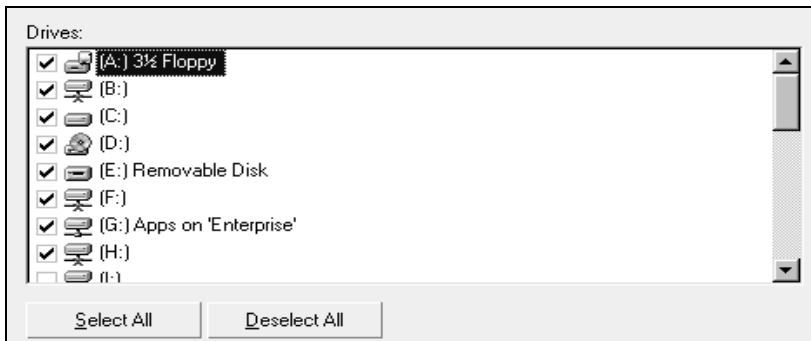 Drives:
(A:) 3½ Floppy
(B:)
(C:)
(D:)
(E:) Removable Disk
(F:)
(G:) Apps on 'Enterprise'
(H:)
(I:)
Select All
Deselect All